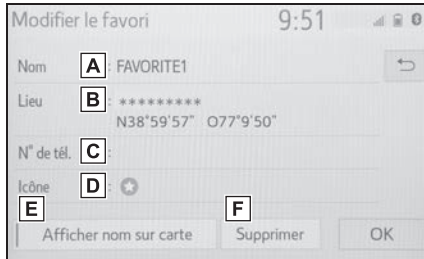 Modifier le favori 9:51
Nom A : FAVORITE1
Lieu B : *********
N38°59'57" O77°9'50"
N° de tél. C :
Icône D :
E F
Afficher nom sur carte Supprimer OK